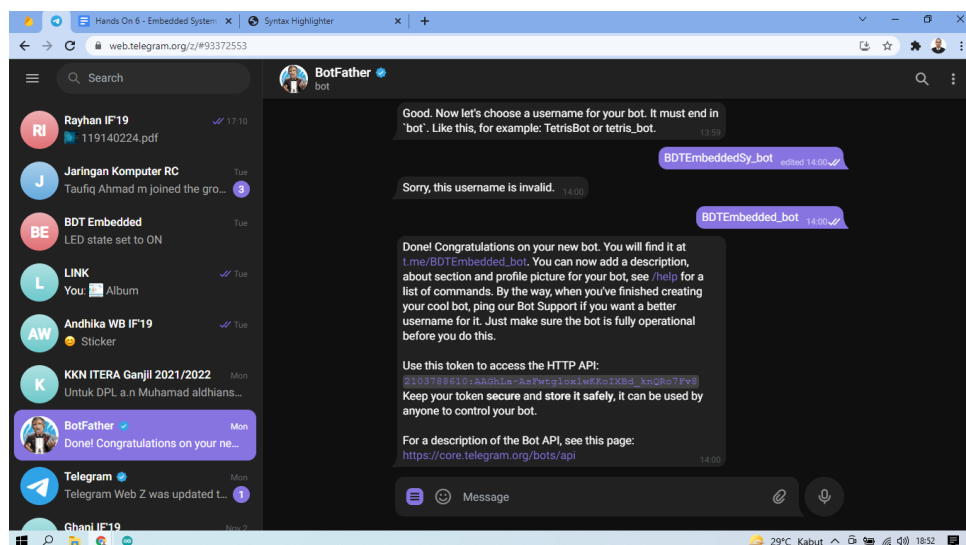 Hands On 6 - Embedded System
Syntax Highlighter
web.telegram.org/z/#93372553
Search
BotFather
bot
RI
Rayhan IF'19
17:10
119140224.pdf
J
Jaringan Komputer RC
Tue
Taufiq Ahmad m joined the gro...
3
BE
BDT Embedded
Tue
LED state set to ON
L
LINK
Tue
You: Album
AW
Andhika WB IF'19
Tue
Sticker
K
KKN ITERA Ganjil 2021/2022
Mon
Untuk DPL a.n Muhamad aldhians...
BotFather
Mon
Done! Congratulations on your ne...
Telegram
Mon
Telegram Web Z was updated t...
1
Ghani IF'19
Nov 2
Good. Now let's choose a username for your bot. It must end in
`bot`. Like this, for example: TetrisBot or tetris_bot.
13:59
BDTEmbeddedSy_bot
edited 14:00
Sorry, this username is invalid.
14:00
BDTEmbedded_bot
14:00
Done! Congratulations on your new bot. You will find it at
t.me/BDTEmbedded_bot. You can now add a description,
about section and profile picture for your bot, see /help for a
list of commands. By the way, when you've finished creating
your cool bot, ping our Bot Support if you want a better
username for it. Just make sure the bot is fully operational
before you do this.
Use this token to access the HTTP API:
Keep your token secure and store it safely, it can be used by
anyone to control your bot.
For a description of the Bot API, see this page:
https://core.telegram.org/bots/api
14:00
Message
29°C Kabut
18:52